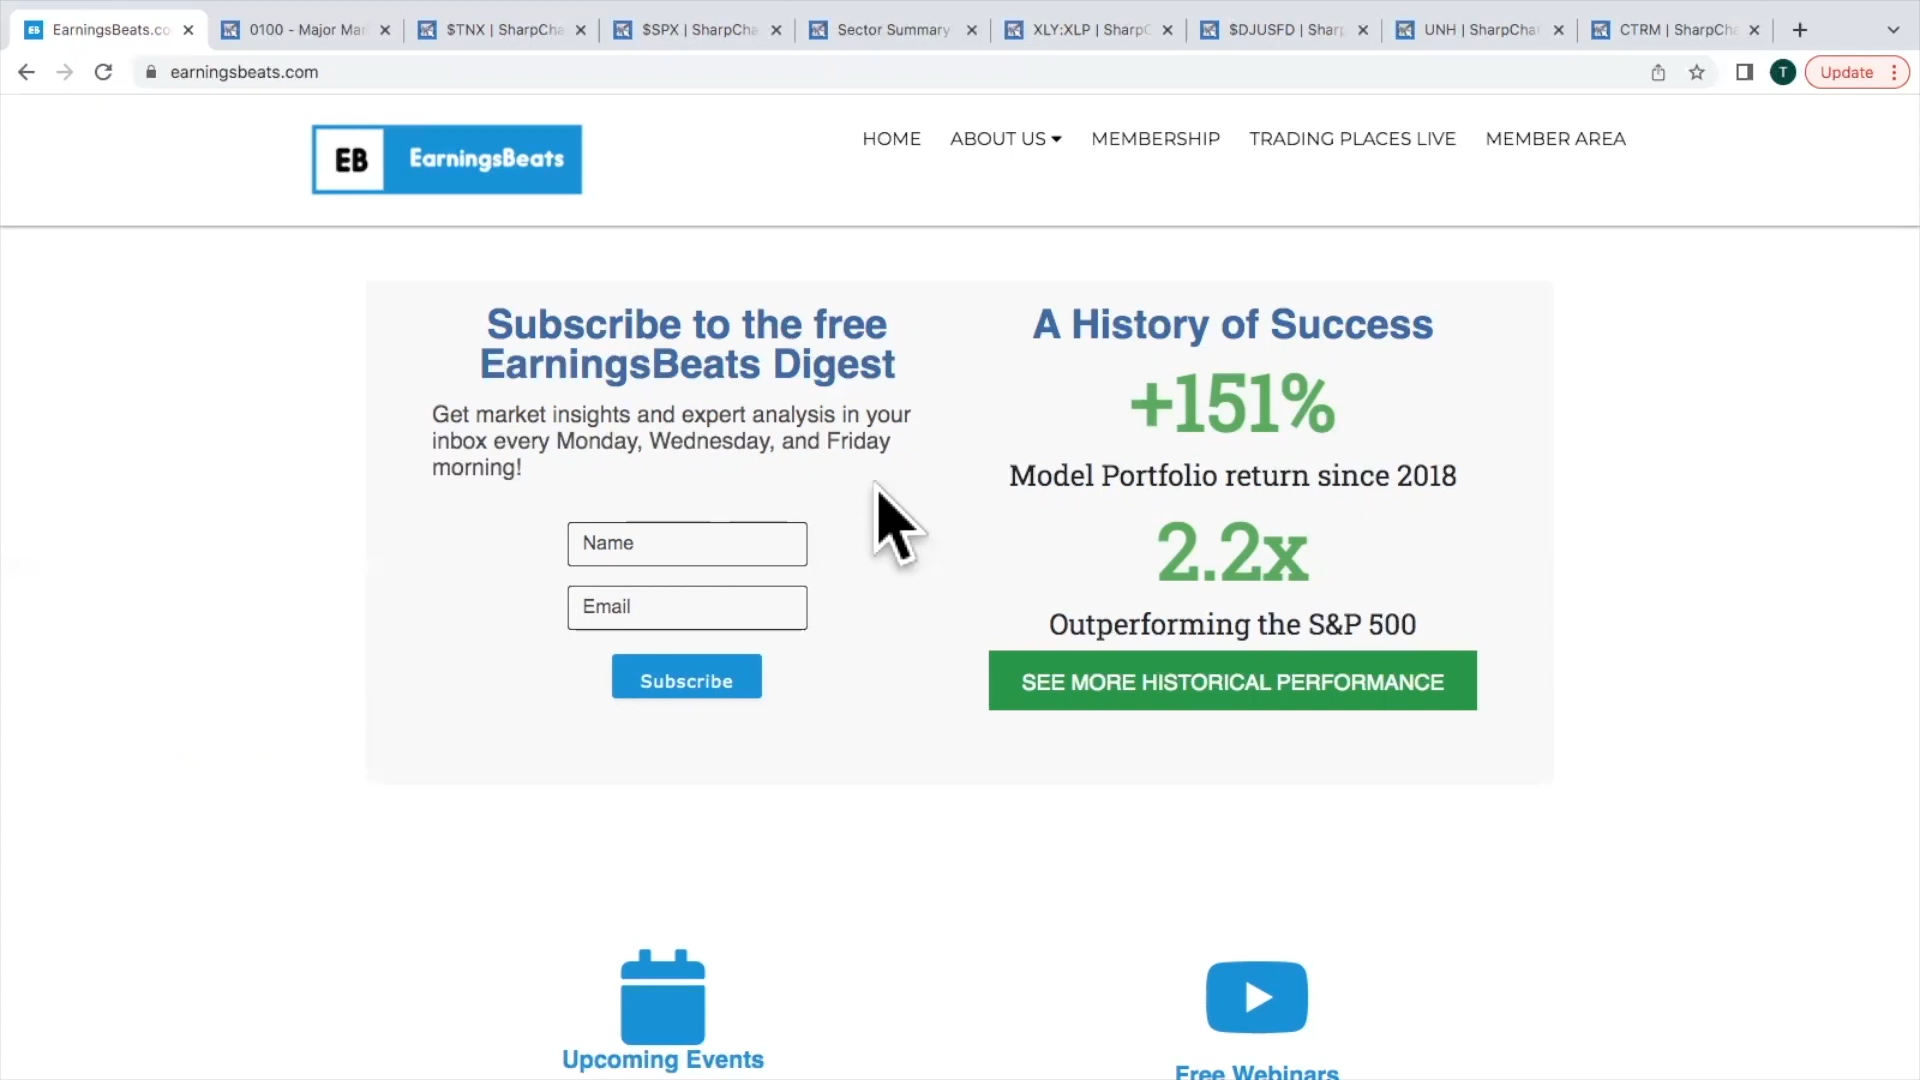 EB EarningsBeats.co
0100 - Major Mar
$TNX | SharpCha
$SPX | SharpCha
Sector Summary
XLY:XLP | SharpC
$DJUSFD | Sharp
UNH | SharpChar
CTRM | SharpCha
earningsbeats.com
T
Update
EB EarningsBeats
HOME
ABOUT US
MEMBERSHIP
TRADING PLACES LIVE
MEMBER AREA
Subscribe to the free
EarningsBeats Digest
Get market insights and expert analysis in your
inbox every Monday, Wednesday, and Friday
morning!
Name
Email
Subscribe
A History of Success
+151%
Model Portfolio return since 2018
2.2x
Outperforming the S&P 500
SEE MORE HISTORICAL PERFORMANCE
Upcoming Events
Free Webinars